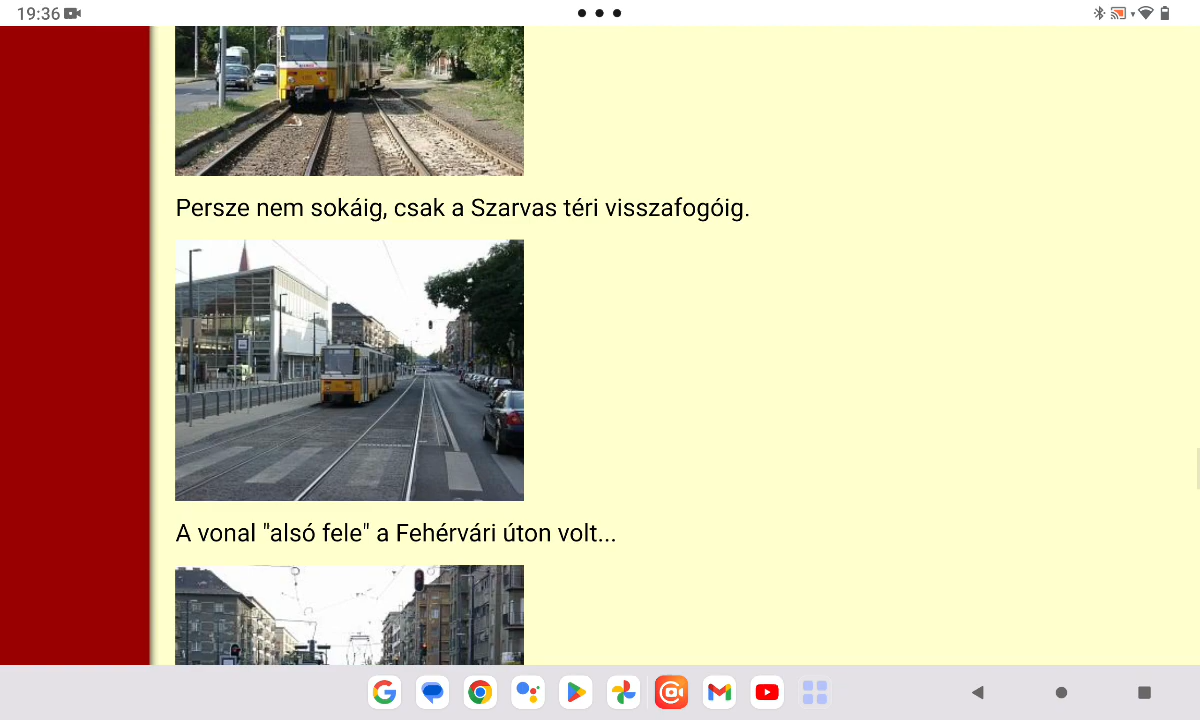 19:36
Persze nem sokáig, csak a Szarvas téri visszafogóig.
A vonal "alsó fele" a Fehérvári úton volt...